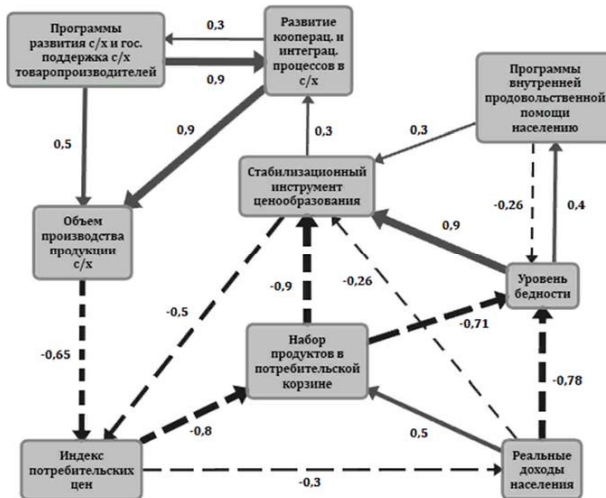 Программы
развития с/х и гос.
поддержка с/х
товаропроизводителей
0,3
0,9
Развитие
кооперац. и
интеграц.
процессов в
с/х
Программы
внутренней
продовольственной
помощи
населению
0,5
0,9
0,3
0,3
-0,26
0,4
Стабилизационный
инструмент
ценообразования
Объем
производства
продукции
с/х
0,9
Уровень
бедности
-0,65
-0,5
-0,9
-0,26
-0,71
-0,78
Набор
продуктов в
потребительской
корзине
-0,8
0,5
Индекс
потребительских
цен
-0,3
Реальные
доходы
населения